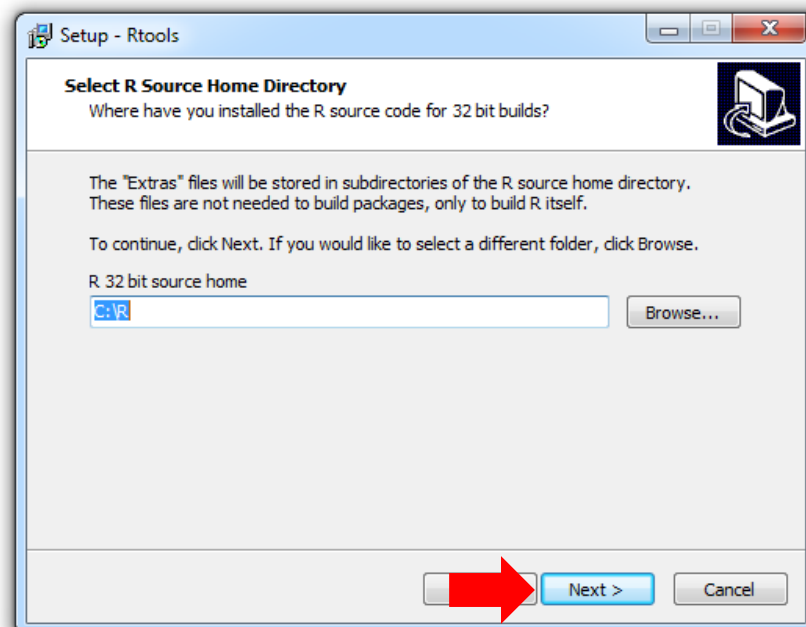 Setup - Rtools
Select R Source Home Directory
Where have you installed the R source code for 32 bit builds?
The "Extras" files will be stored in subdirectories of the R source home directory.
These files are not needed to build packages, only to build R itself.
To continue, click Next. If you would like to select a different folder, click Browse.
R 32 bit source home
C:\R
Browse...
Next >
Cancel